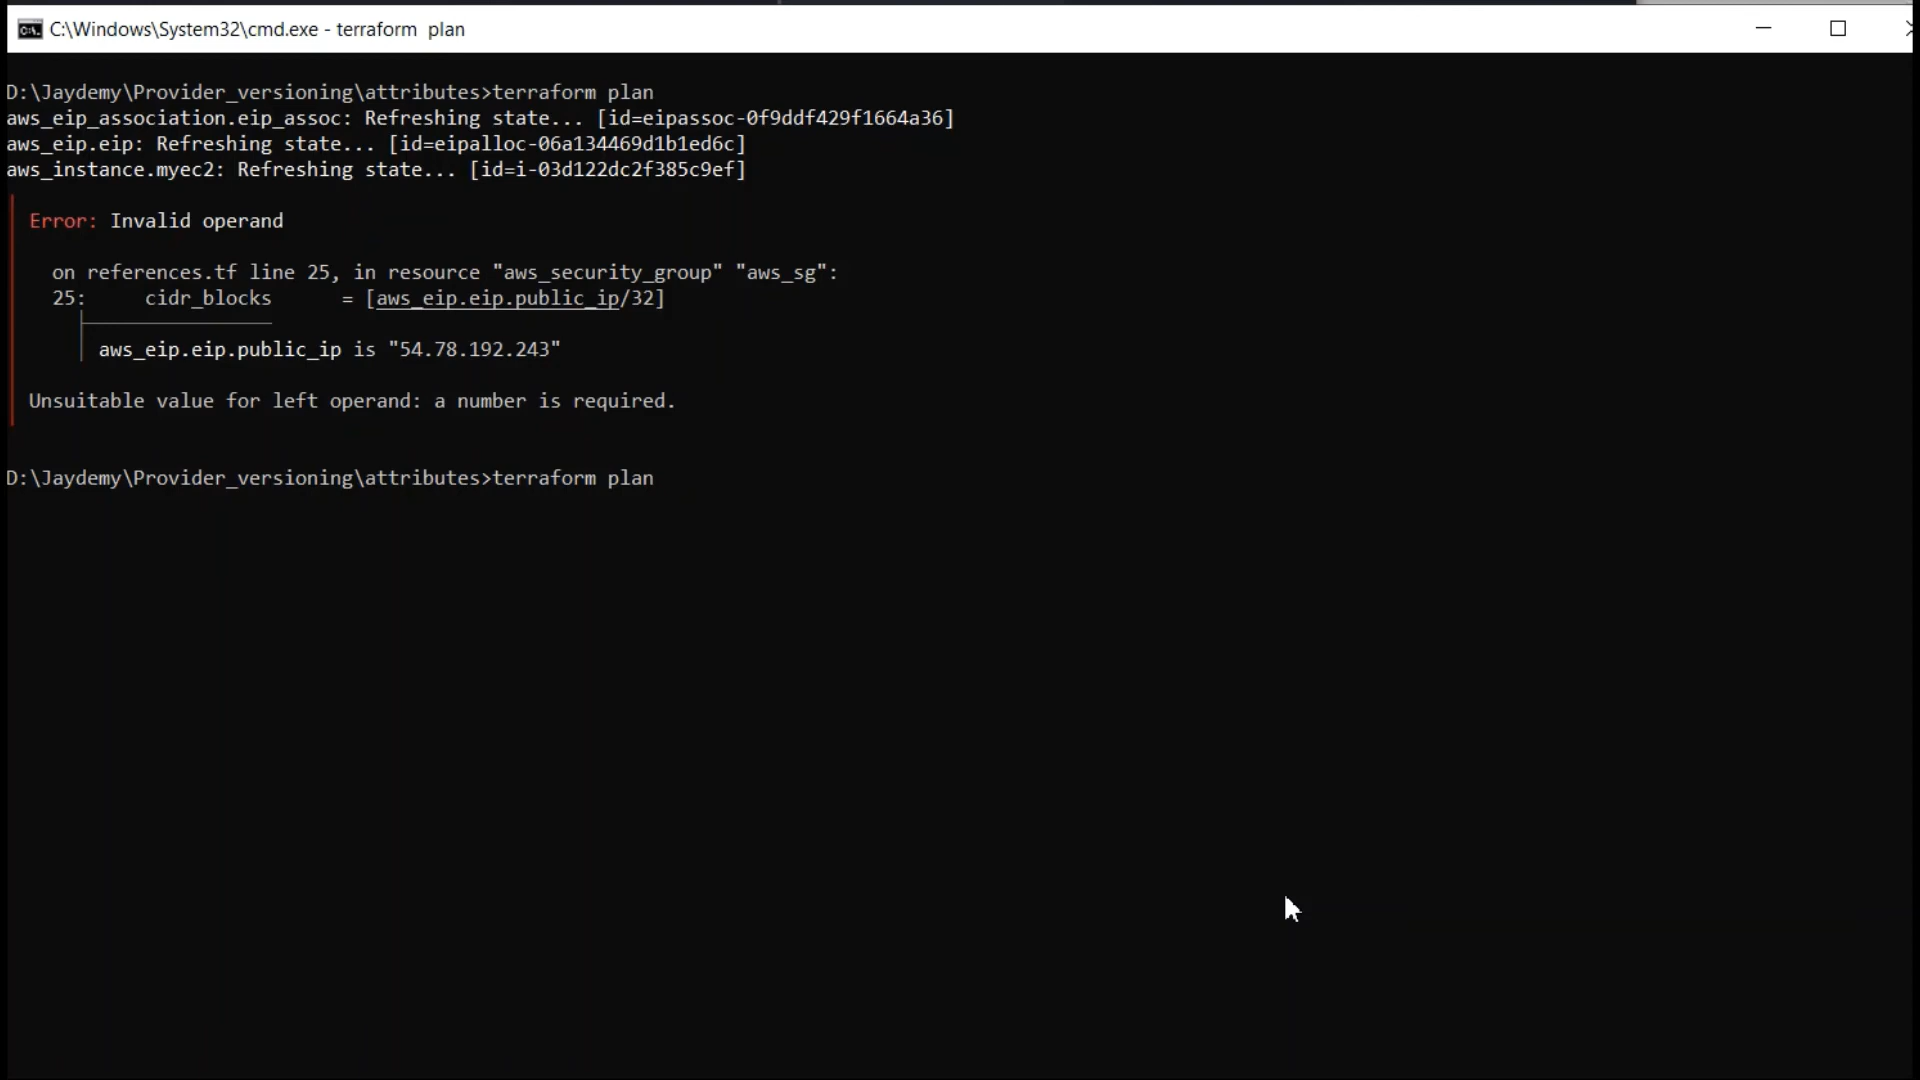 C:\Windows\System32\cmd.exe - terraform  plan
D:\Jaydemy\Provider_versioning\attributes>terraform plan
aws_eip_association.eip_assoc: Refreshing state... [id=eipassoc-0f9ddf429f1664a36]
aws_eip.eip: Refreshing state... [id=eipalloc-06a134469d1b1ed6c]
aws_instance.myec2: Refreshing state... [id=i-03d122dc2f385c9ef]
Error: Invalid operand
on references.tf line 25, in resource "aws_security_group" "aws_sg":
25:     cidr_blocks      = [aws_eip.eip.public_ip/32]
aws_eip.eip.public_ip is "54.78.192.243"
Unsuitable value for left operand: a number is required.
D:\Jaydemy\Provider_versioning\attributes>terraform plan